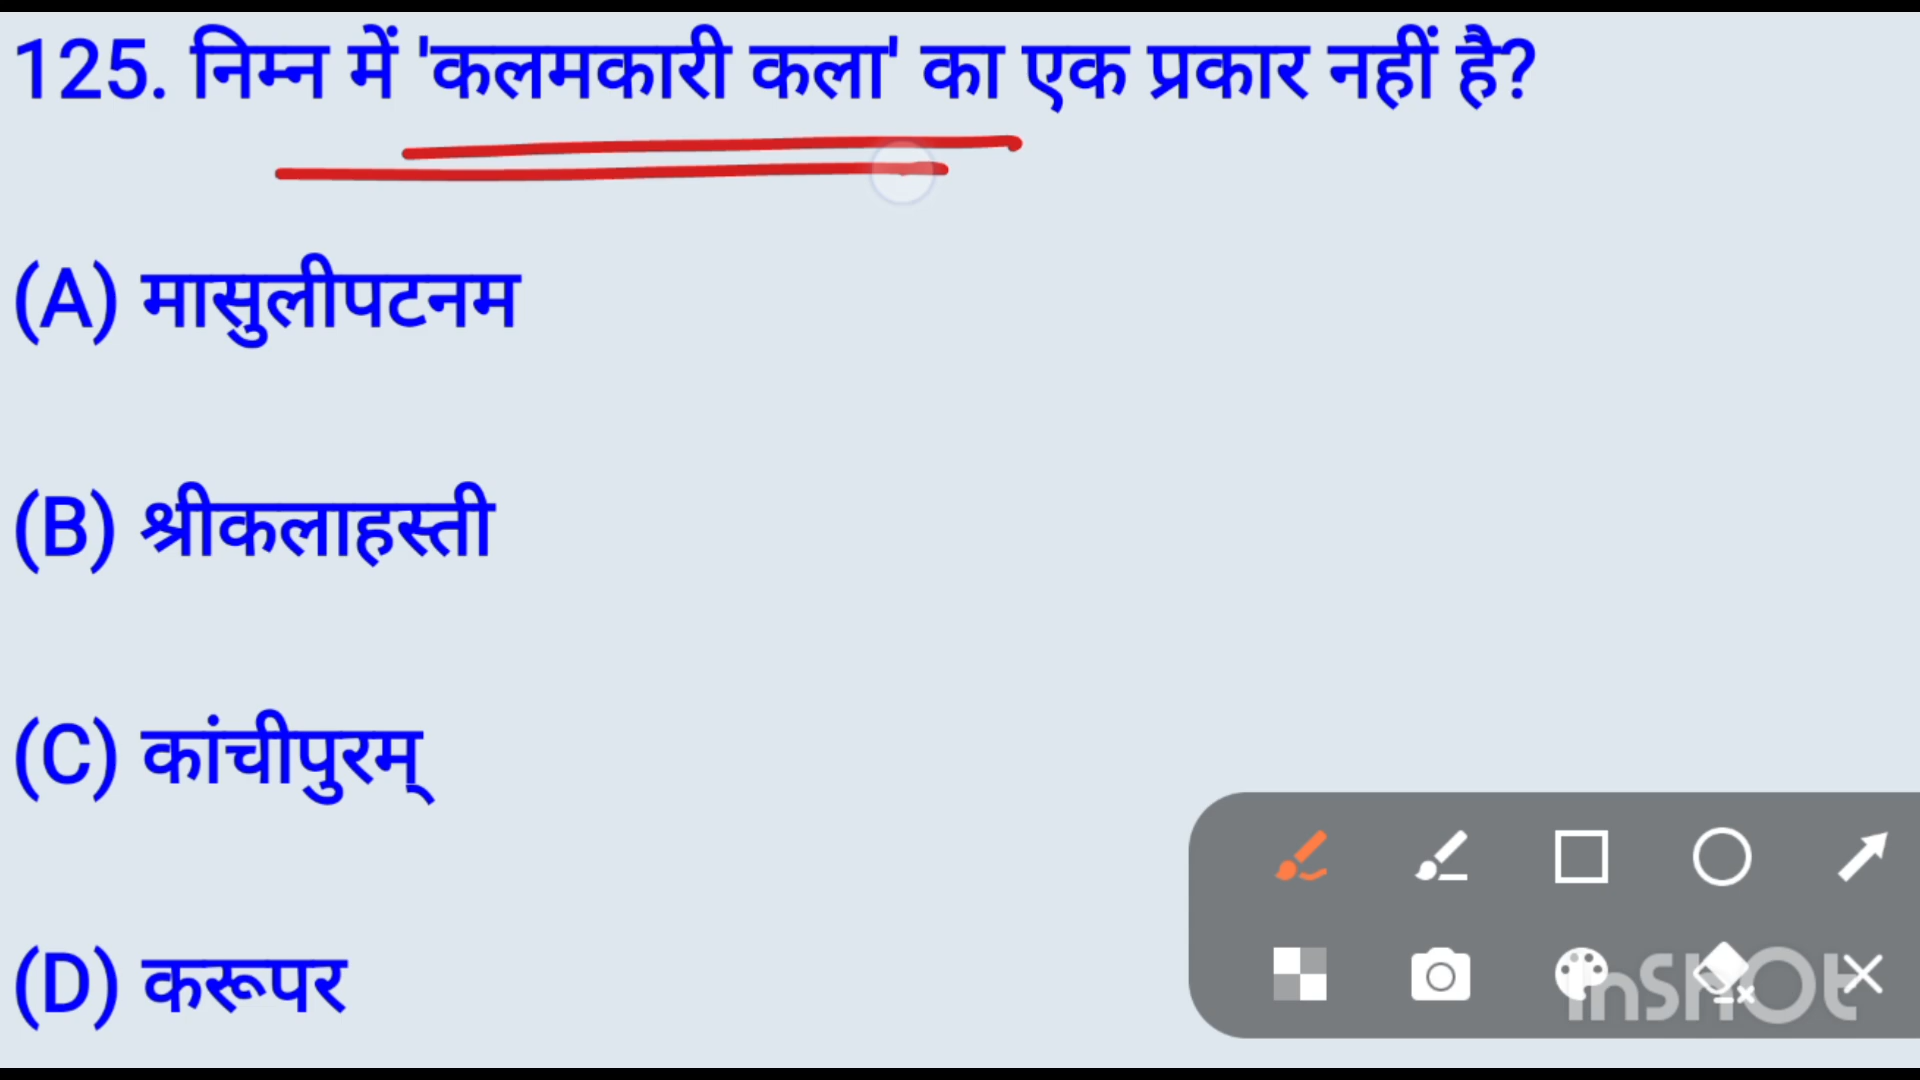 125. निम्न में 'कलमकारी कला' का एक प्रकार नहीं है?
(A) मासुलीपटनम
(B) श्रीकलाहस्ती
(C) कांचीपुरम्
(D) करूपर
InShOt